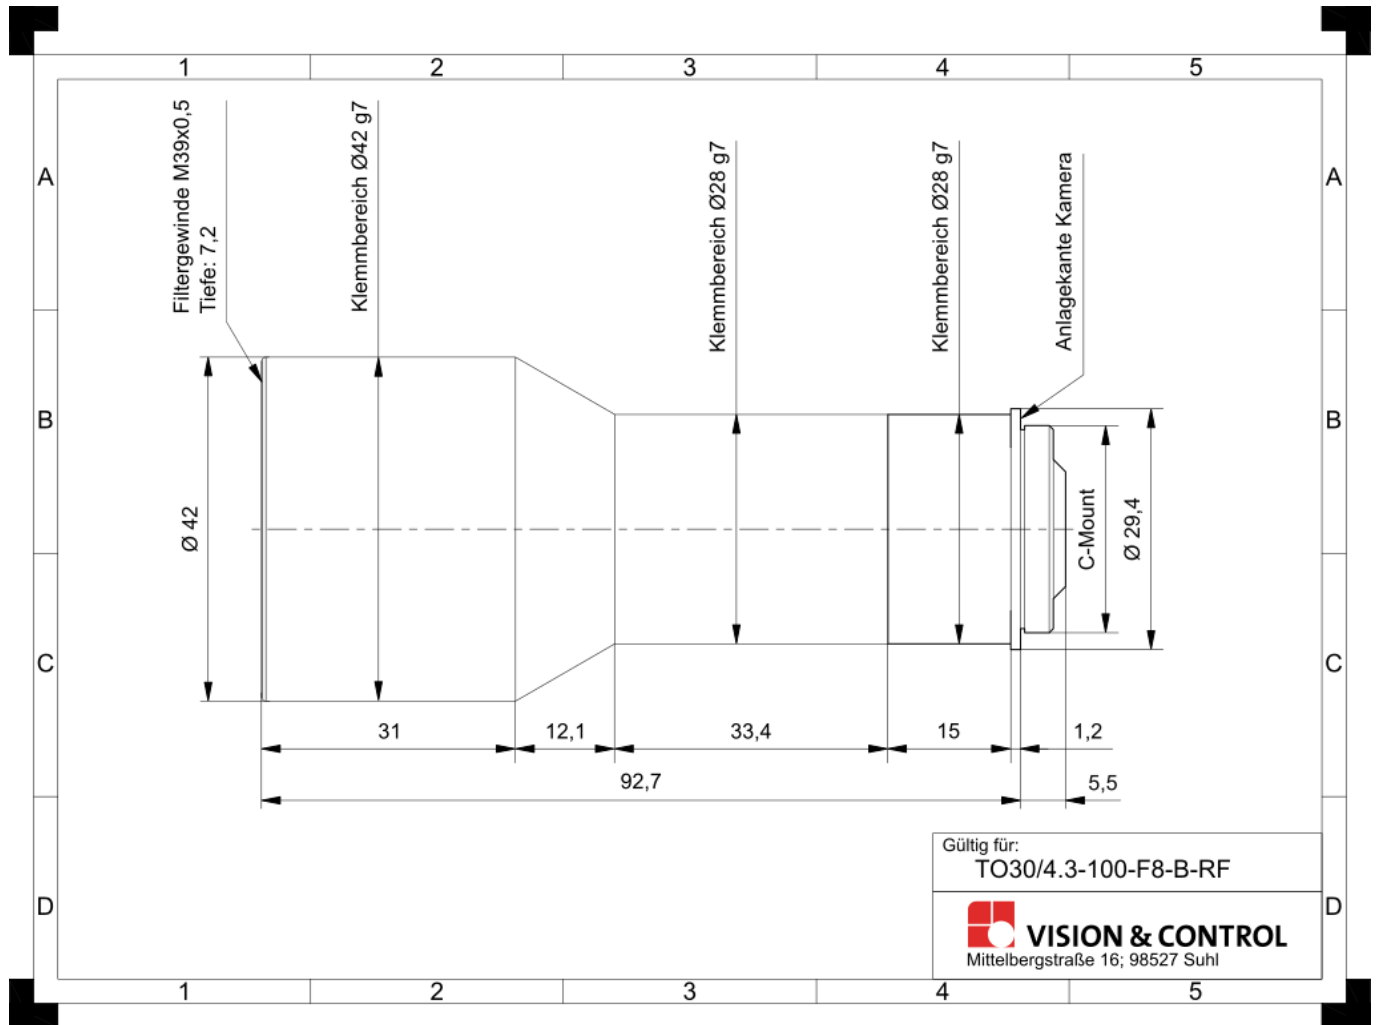 1 2 3 4 5
A A
B B
C C
D D
Filtergewinde M39x0,5
Tiefe: 7,2
Klemmbereich Ø42 g7
Klemmbereich Ø28 g7
Klemmbereich Ø28 g7
Anlagekante Kamera
Ø 42
C-Mount
Ø 29,4
31 12,1 33,4 15 1,2
92,7 5,5
Gültig für:
TO30/4.3-100-F8-B-RF
VISION & CONTROL
Mittelbergstraße 16; 98527 Suhl
1 2 3 4 5